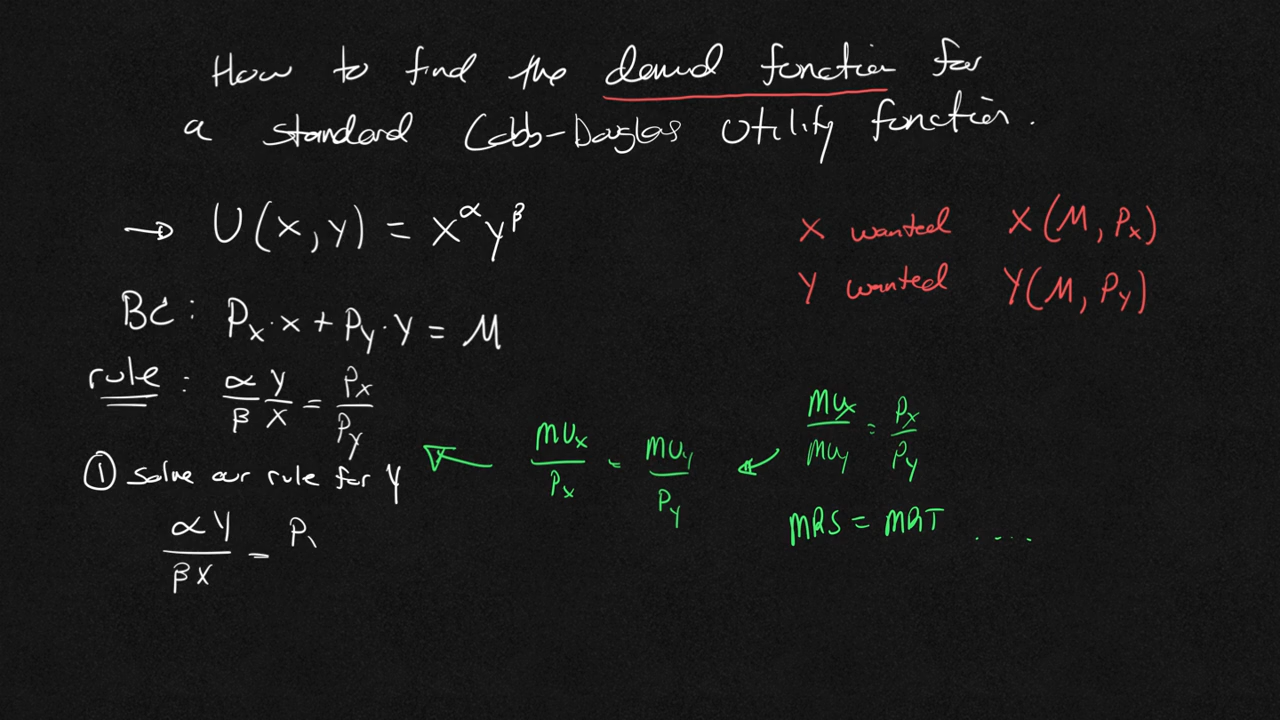 How to find the demand function for
a standard Cobb-Douglas Utility function.
→ U(x,y) = x^α y^β
X wanted X(M, Px)
Y wanted Y(M, Py)
BC: Px·x + Py·y = M
rule: α/β Y/X = Px/Py
MUx/Px = MUy/Py
MUx/MUy = Px/Py
① Solve our rule for Y
MRS = MRT ....
αY/βX = P